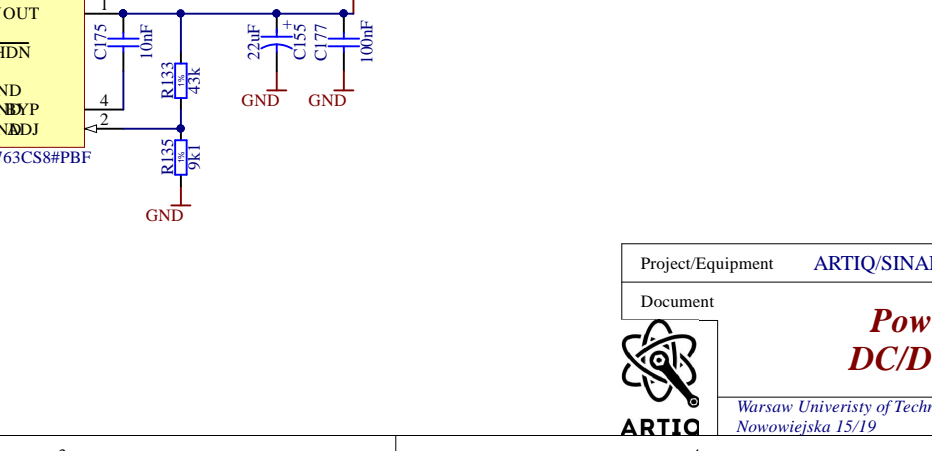 OUT
1
C175
10nF
22uF
+
C155
C177
100nF
HDN
R133
1%
43k
GND
GND
ND
4
BYP
2
ADJ
R135
1%
9k1
63CS8#PBF
GND
Project/Equipment
ARTIQ/SINA
Document
Pow
DC/D
ARTIQ
Warsaw Univeristy of Techn
Nowowiejska 15/19